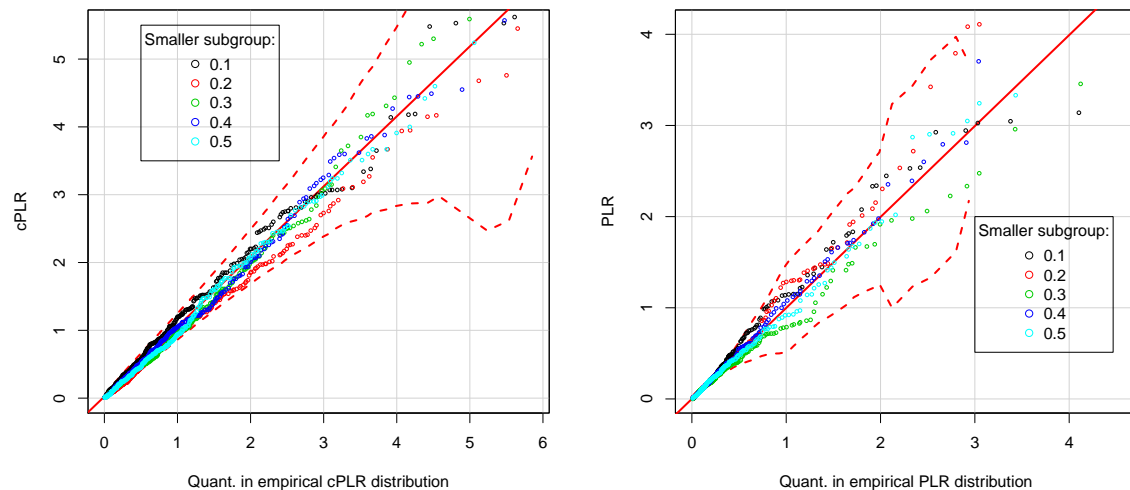 Smaller subgroup:
0.1
0.2
0.3
0.4
0.5
cPLR
0
1
2
3
4
5
0 1 2 3 4 5 6
Quant. in empirical cPLR distribution
Smaller subgroup:
0.1
0.2
0.3
0.4
0.5
PLR
0
1
2
3
4
0 1 2 3 4
Quant. in empirical PLR distribution